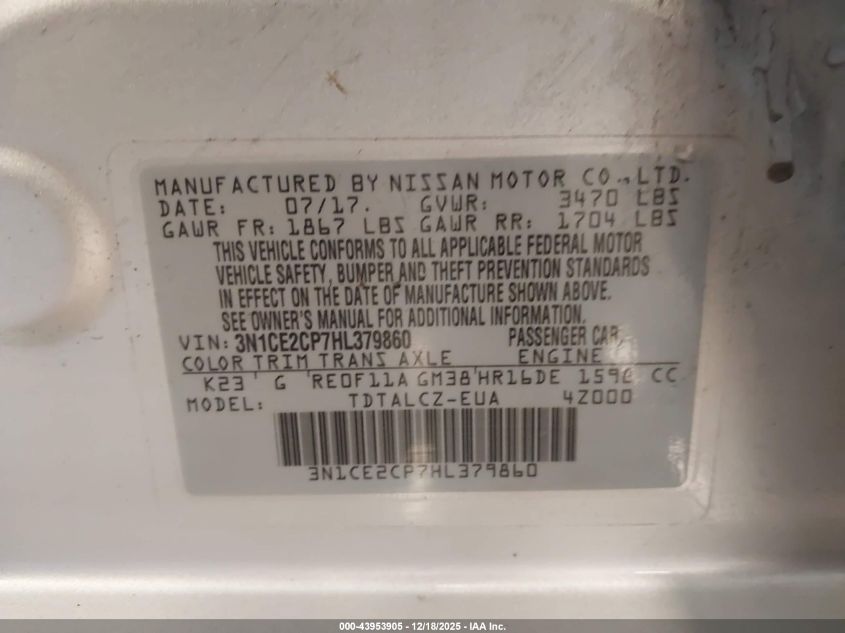 MANUFACTURED BY NISSAN MOTOR CO., LTD.
DATE: 07/17. GVWR: 3470 LBS
GAWR FR: 1867 LBS GAWR RR: 1704 LBS
THIS VEHICLE CONFORMS TO ALL APPLICABLE FEDERAL MOTOR
VEHICLE SAFETY, BUMPER AND THEFT PREVENTION STANDARDS
IN EFFECT ON THE DATE OF MANUFACTURE SHOWN ABOVE.
SEE OWNER'S MANUAL FOR ADDITIONAL INFORMATION.
VIN: 3N1CE2CP7HL379860 PASSENGER CAR
COLOR TRIM TRANS AXLE ENGINE
K23 G RE0F11A GM38 HR16DE 1598 CC
MODEL: TDTALCZ-EUA 4Z000
3N1CE2CP7HL379860
000-43953905 - 12/18/2025 - IAA Inc.